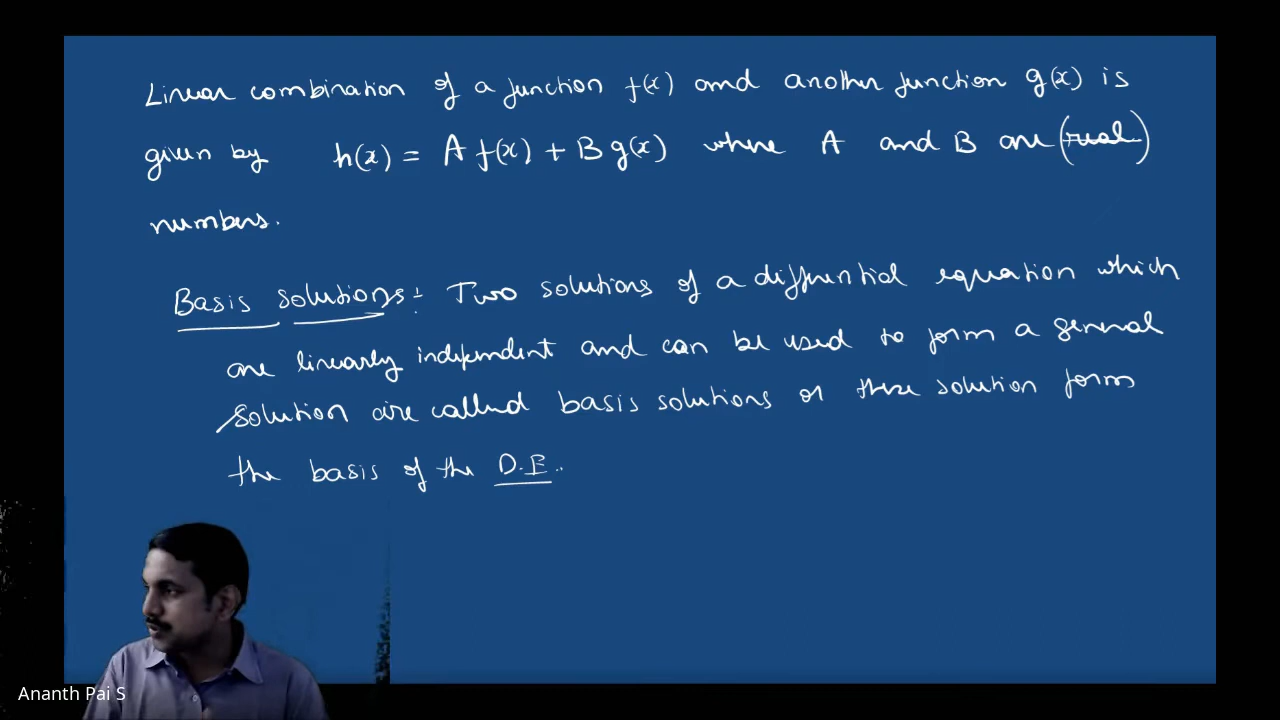 Linear combination of a function f(x) and another function g(x) is
given by h(x) = A f(x) + B g(x) where A and B are (real)
numbers.
Basis solutions: Two solutions of a differential equation which
are linearly independent and can be used to form a general
solution are called basis solutions or these solution form
the basis of the D.E..
Ananth Pai S